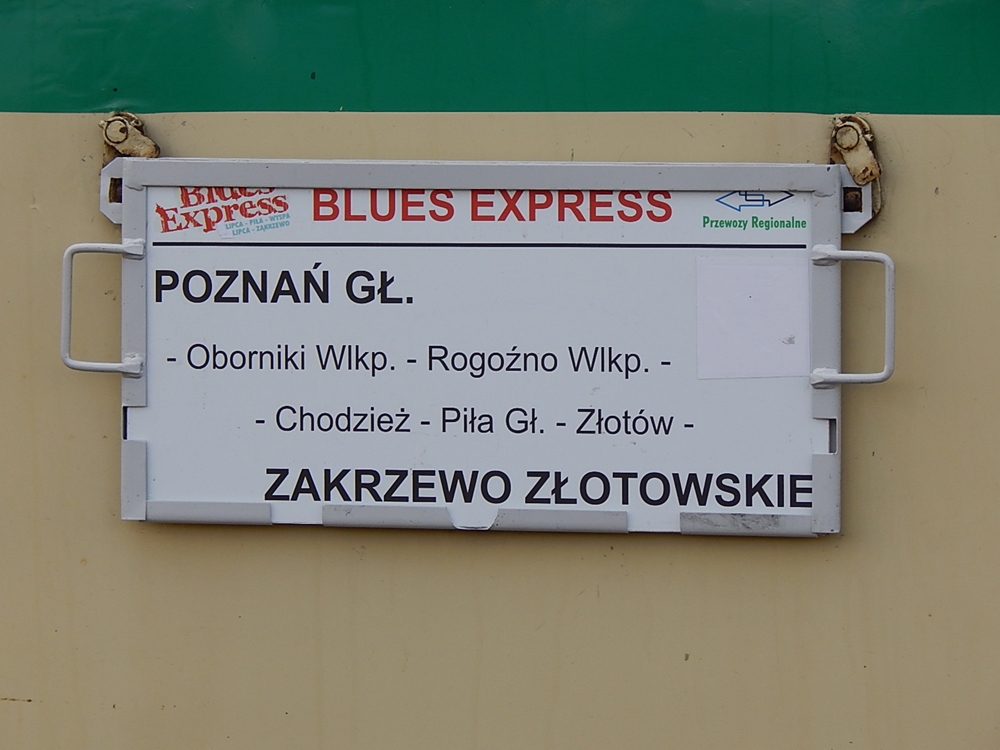 Blues
Express
LIPCA - PIŁA - WYSPA
LIPCA - ZAKRZEWO
BLUES EXPRESS
Przewozy Regionalne
POZNAŃ GŁ.
- Oborniki Wlkp. - Rogoźno Wlkp. -
- Chodzież - Piła Gł. - Złotów -
ZAKRZEWO ZŁOTOWSKIE